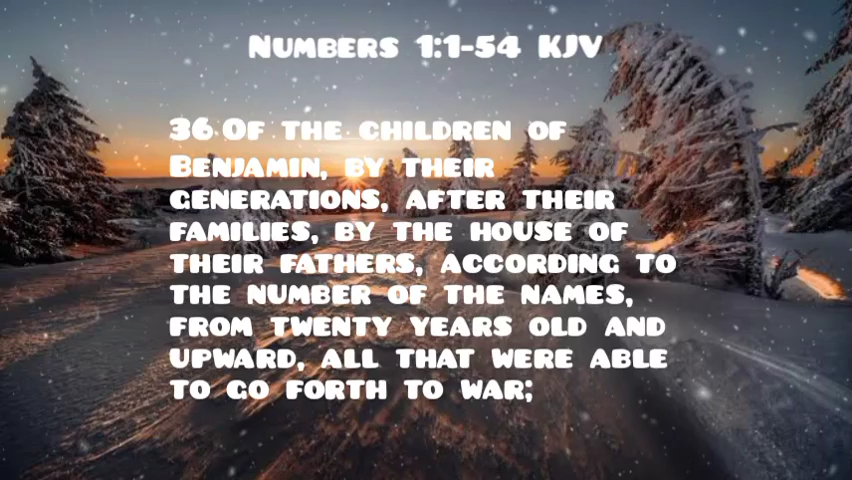 Numbers 1:1-54 KJV
36 Of the children of
Benjamin, by their
generations, after their
families, by the house of
their fathers, according to
the number of the names,
from twenty years old and
upward, all that were able
to go forth to war;